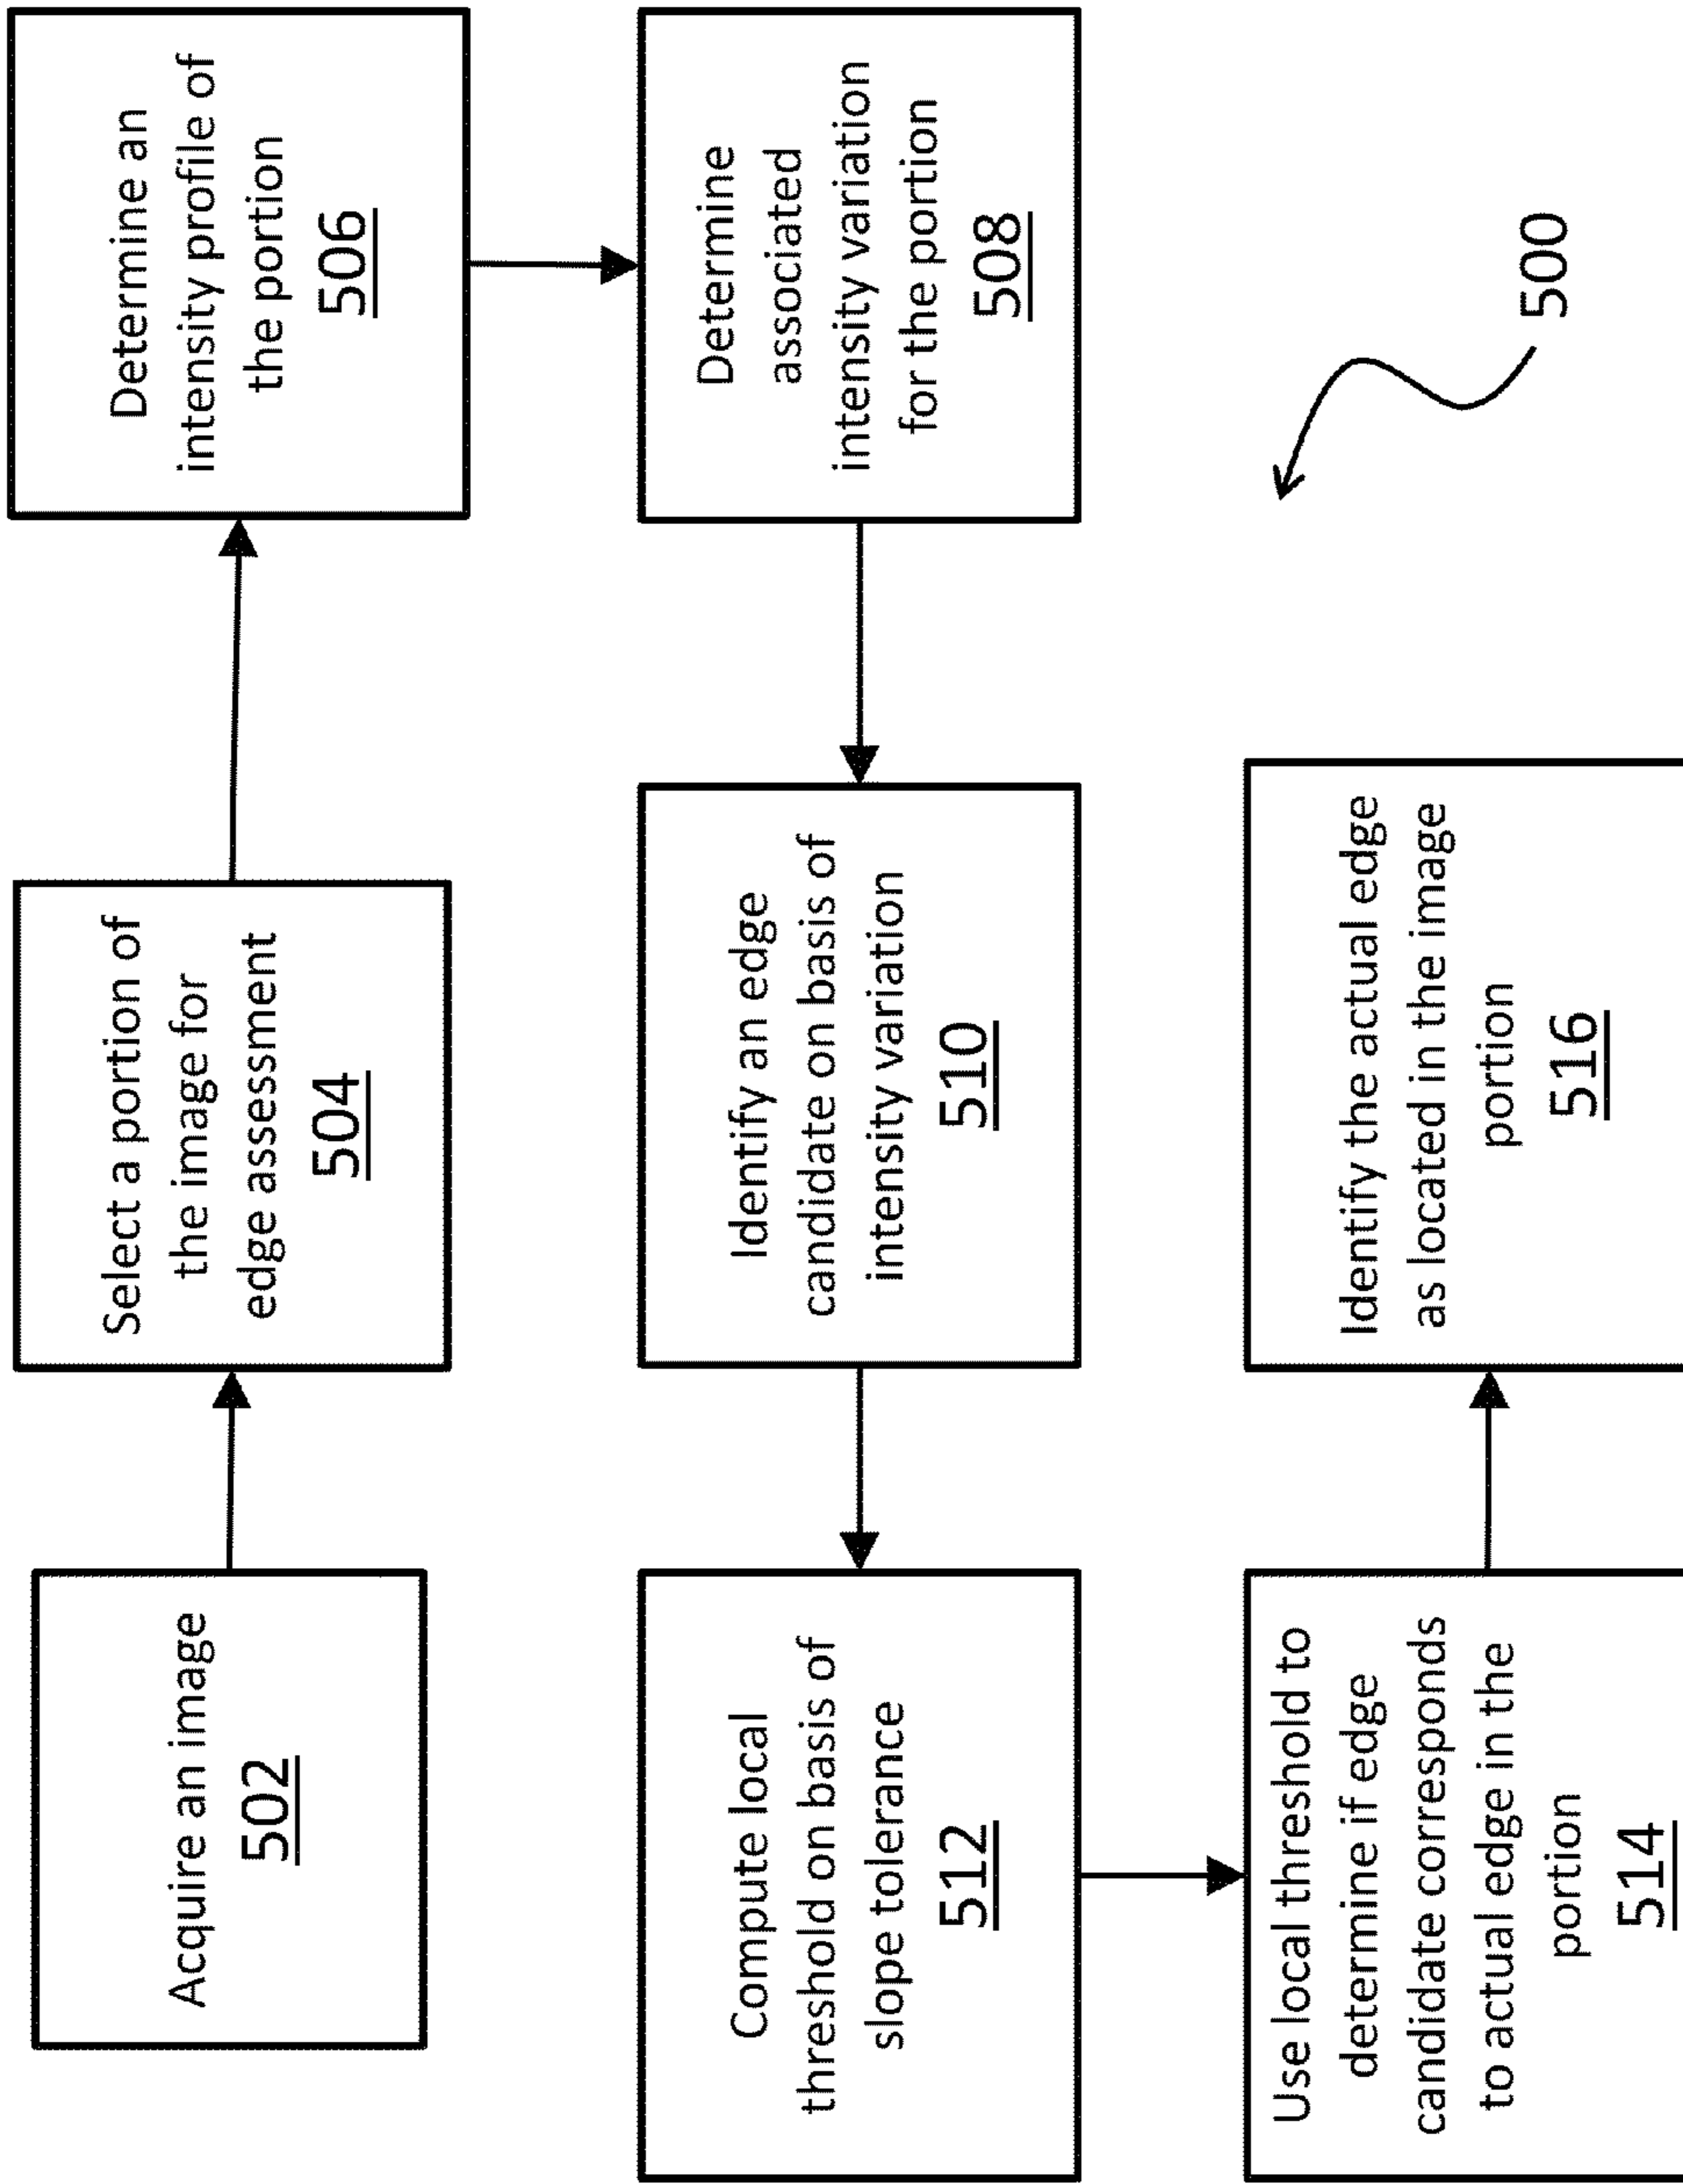 Acquire an image
502
Select a portion of
the image for
edge assessment
504
Determine an
intensity profile of
the portion
506
Determine
associated
intensity variation
for the portion
508
Identify an edge
candidate on basis of
intensity variation
510
Compute local
threshold on basis of
slope tolerance
512
Use local threshold to
determine if edge
candidate corresponds
to actual edge in the
portion
514
Identify the actual edge
as located in the image
portion
516
500